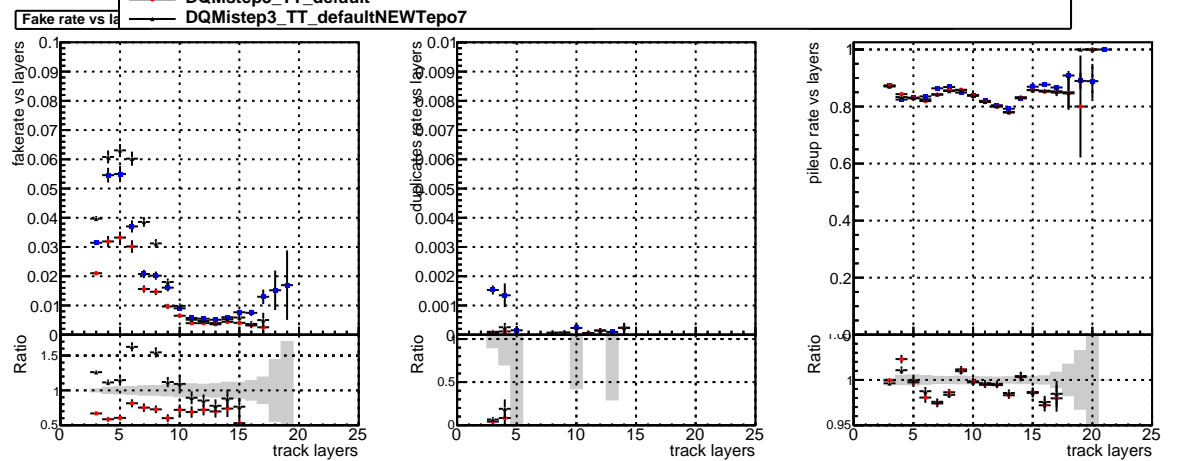 DQMistep3_TT_default
Fake rate vs la
DQMistep3_TT_defaultNEWTepo7
fakerate vs layers
0.1
0.09
0.08
0.07
0.06
0.05
0.04
0.03
0.02
0.01
0
Ratio
1.5
1
0.5
0 5 10 15 20 25
track layers
duplicates rate vs layers
0.01
0.009
0.008
0.007
0.006
0.005
0.004
0.003
0.002
0.001
0
Ratio
1
0.5
0
0 5 10 15 20 25
track layers
pileup rate vs layers
1
0.8
0.6
0.4
0.2
0
Ratio
1
0.95
0 5 10 15 20 25
track layers